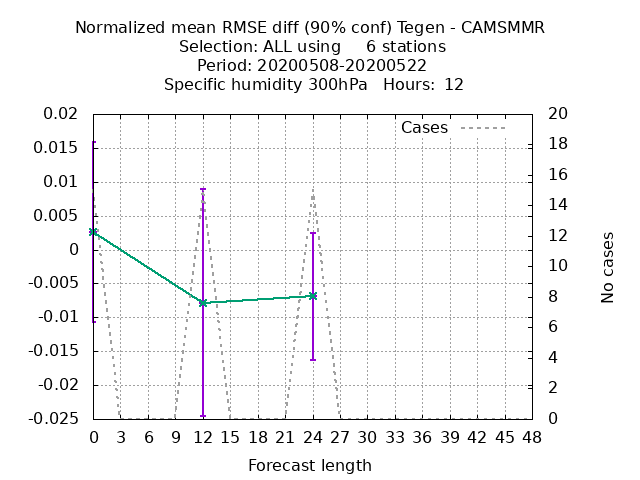 Normalized mean RMSE diff (90% conf) Tegen - CAMSMMR
Selection: ALL using 6 stations
Period: 20200508-20200522
Specific humidity 300hPa Hours: 12
Cases
0.02
0.015
0.01
0.005
0
-0.005
-0.01
-0.015
-0.02
-0.025
20
18
16
14
12
10
8
6
4
2
0
No cases
0 3 6 9 12 15 18 21 24 27 30 33 36 39 42 45 48
Forecast length